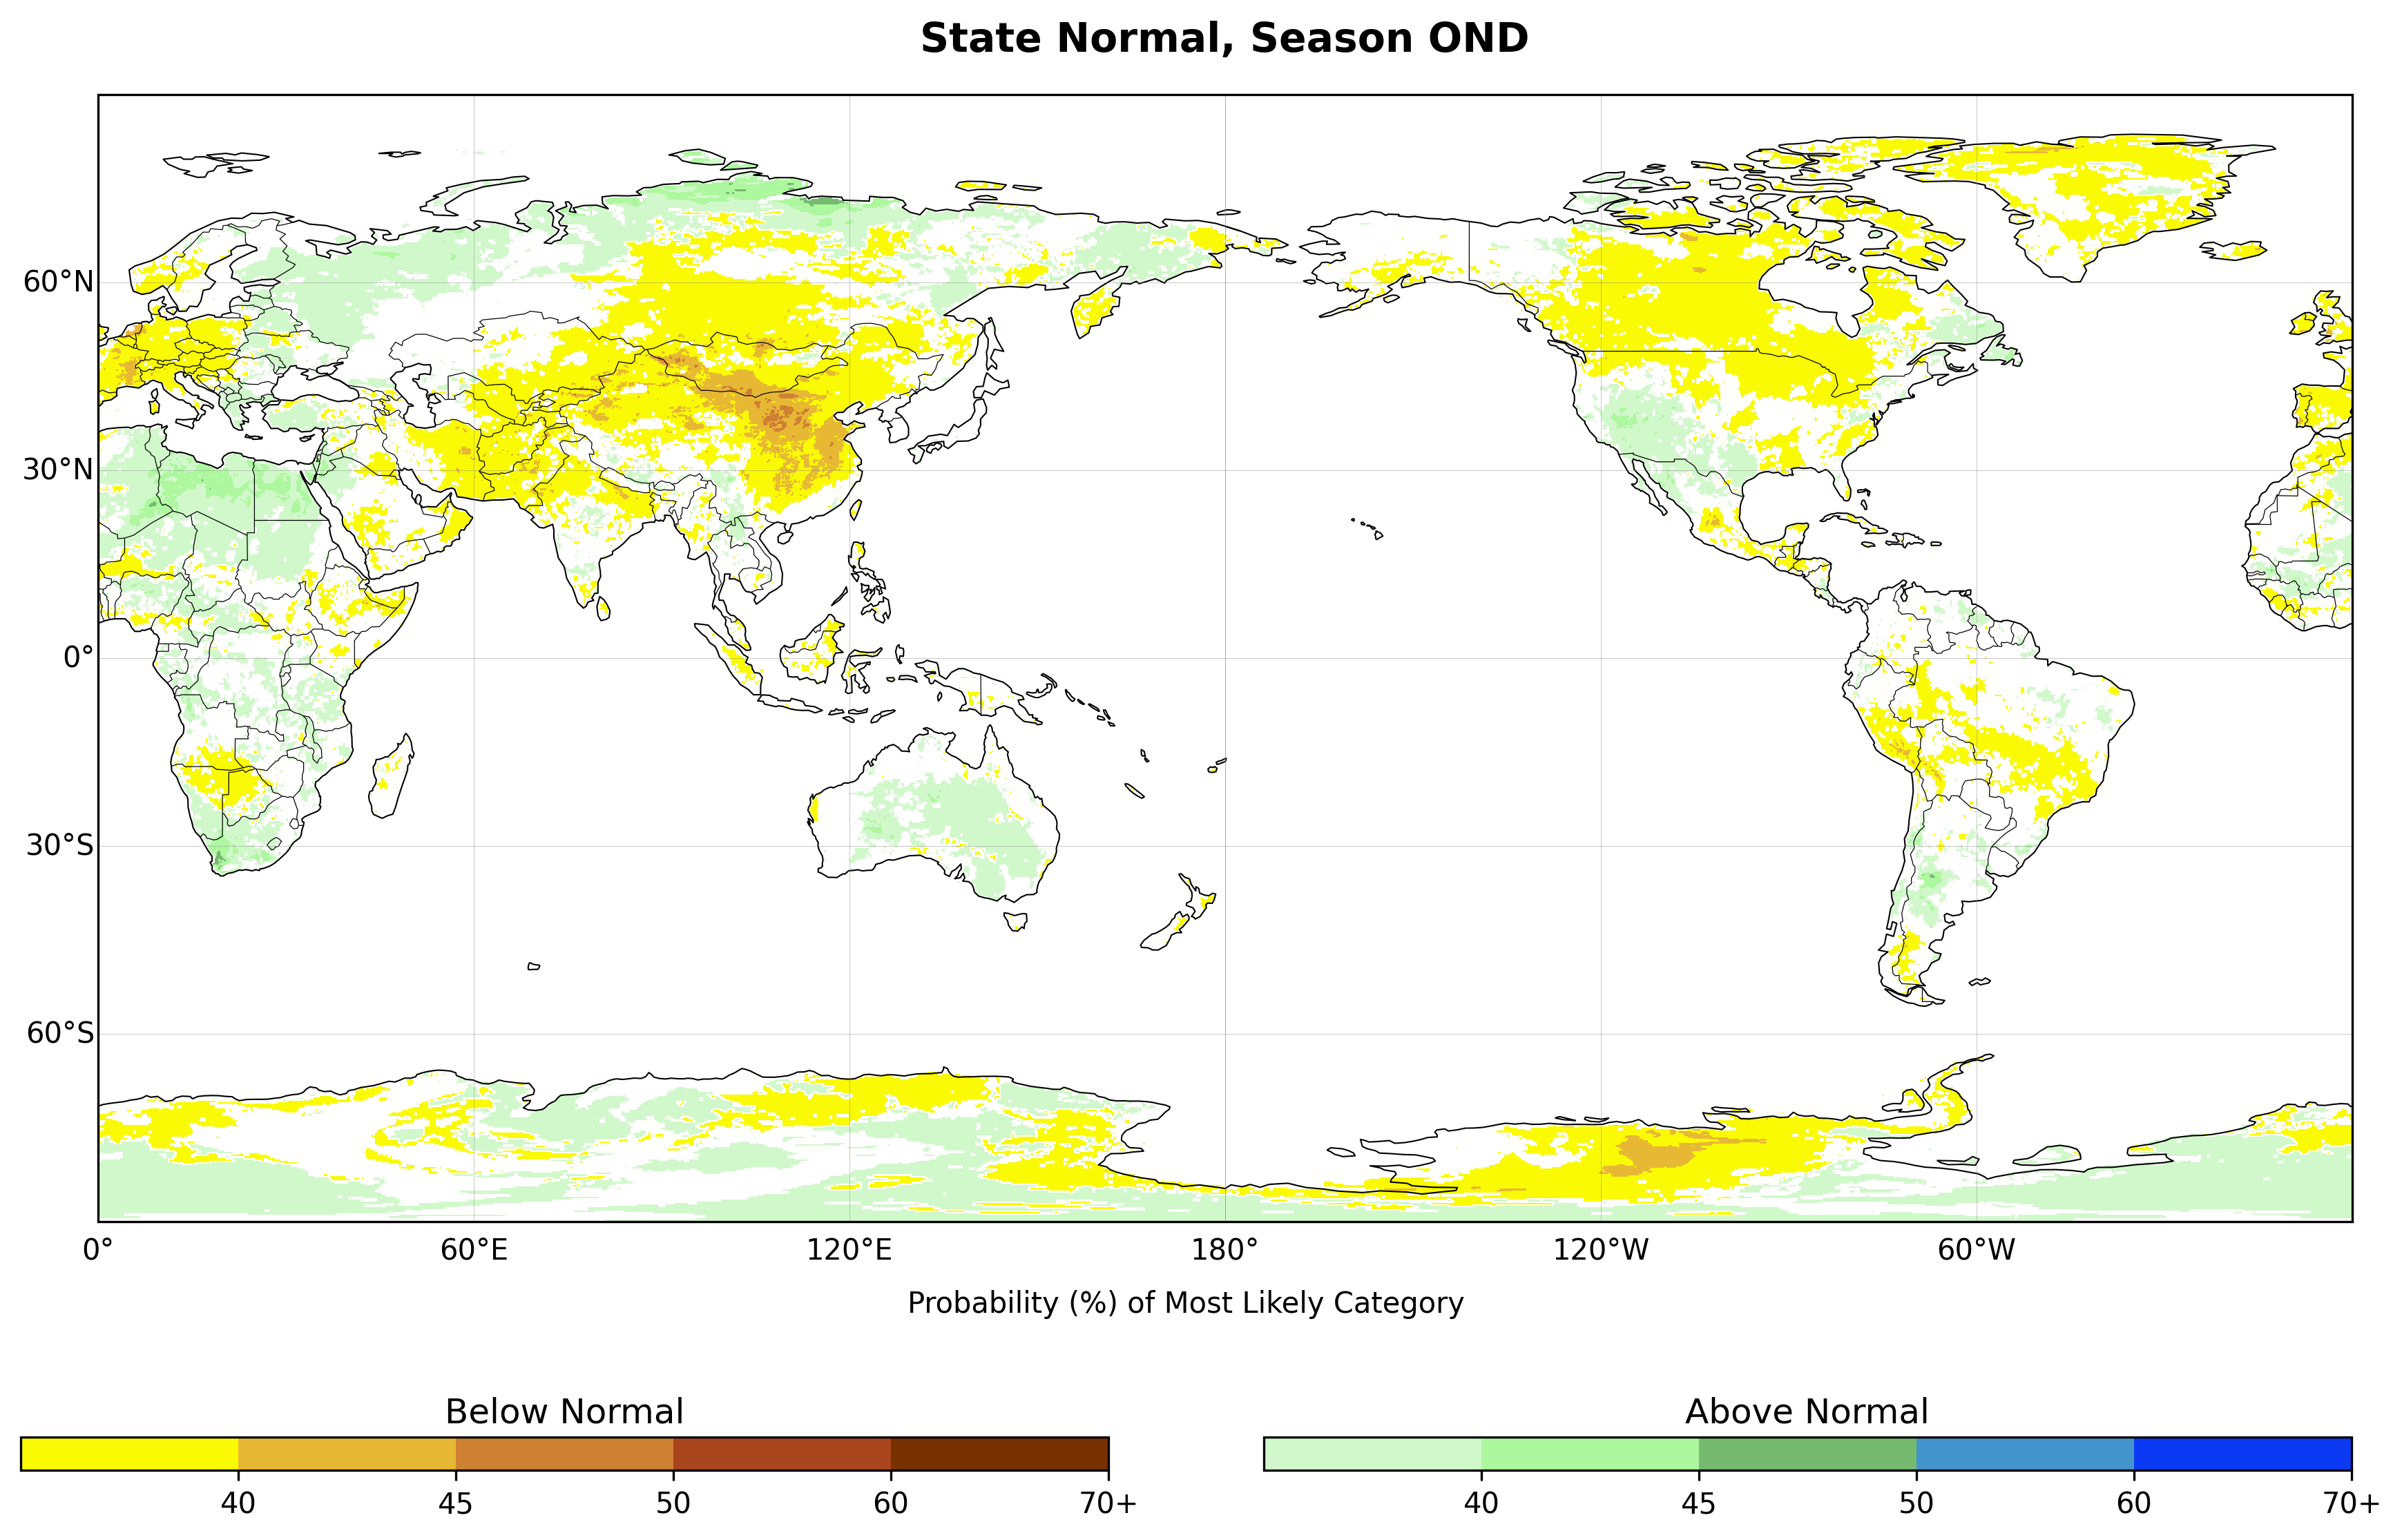 State Normal, Season OND
60°N
30°N
0°
30°S
60°S
0° 60°E 120°E 180° 120°W 60°W
Probability (%) of Most Likely Category
Below Normal Above Normal
40 45 50 60 70+ 40 45 50 60 70+